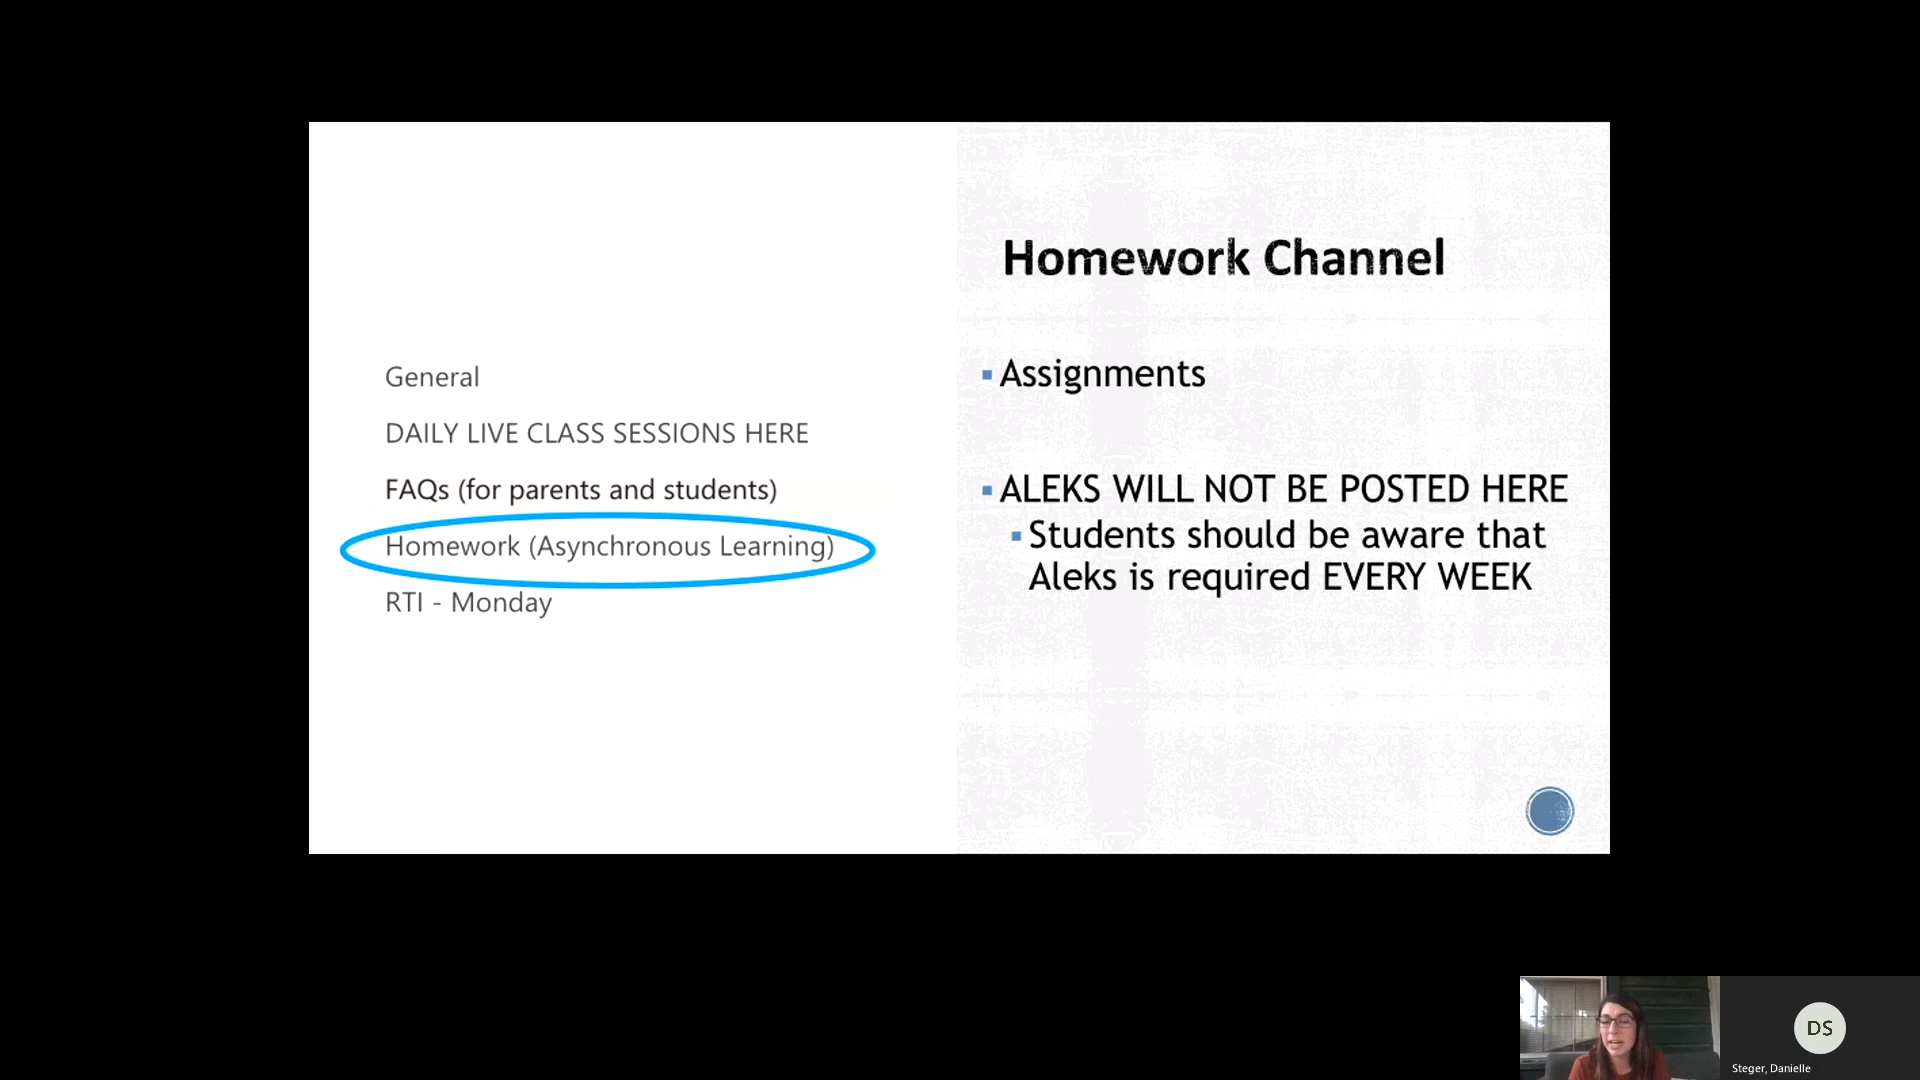 General
DAILY LIVE CLASS SESSIONS HERE
FAQs (for parents and students)
Homework (Asynchronous Learning)
RTI - Monday
Homework Channel
Assignments
ALEKS WILL NOT BE POSTED HERE
Students should be aware that
Aleks is required EVERY WEEK
DS
Steger, Danielle